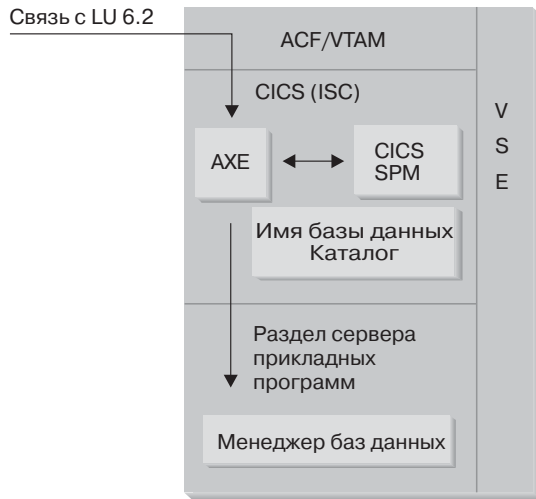 Связь с LU 6.2
ACF/VTAM
CICS (ISC)
V
S
E
AXE
CICS
SPM
Имя базы данных
Каталог
Раздел сервера
прикладных
программ
Менеджер баз данных